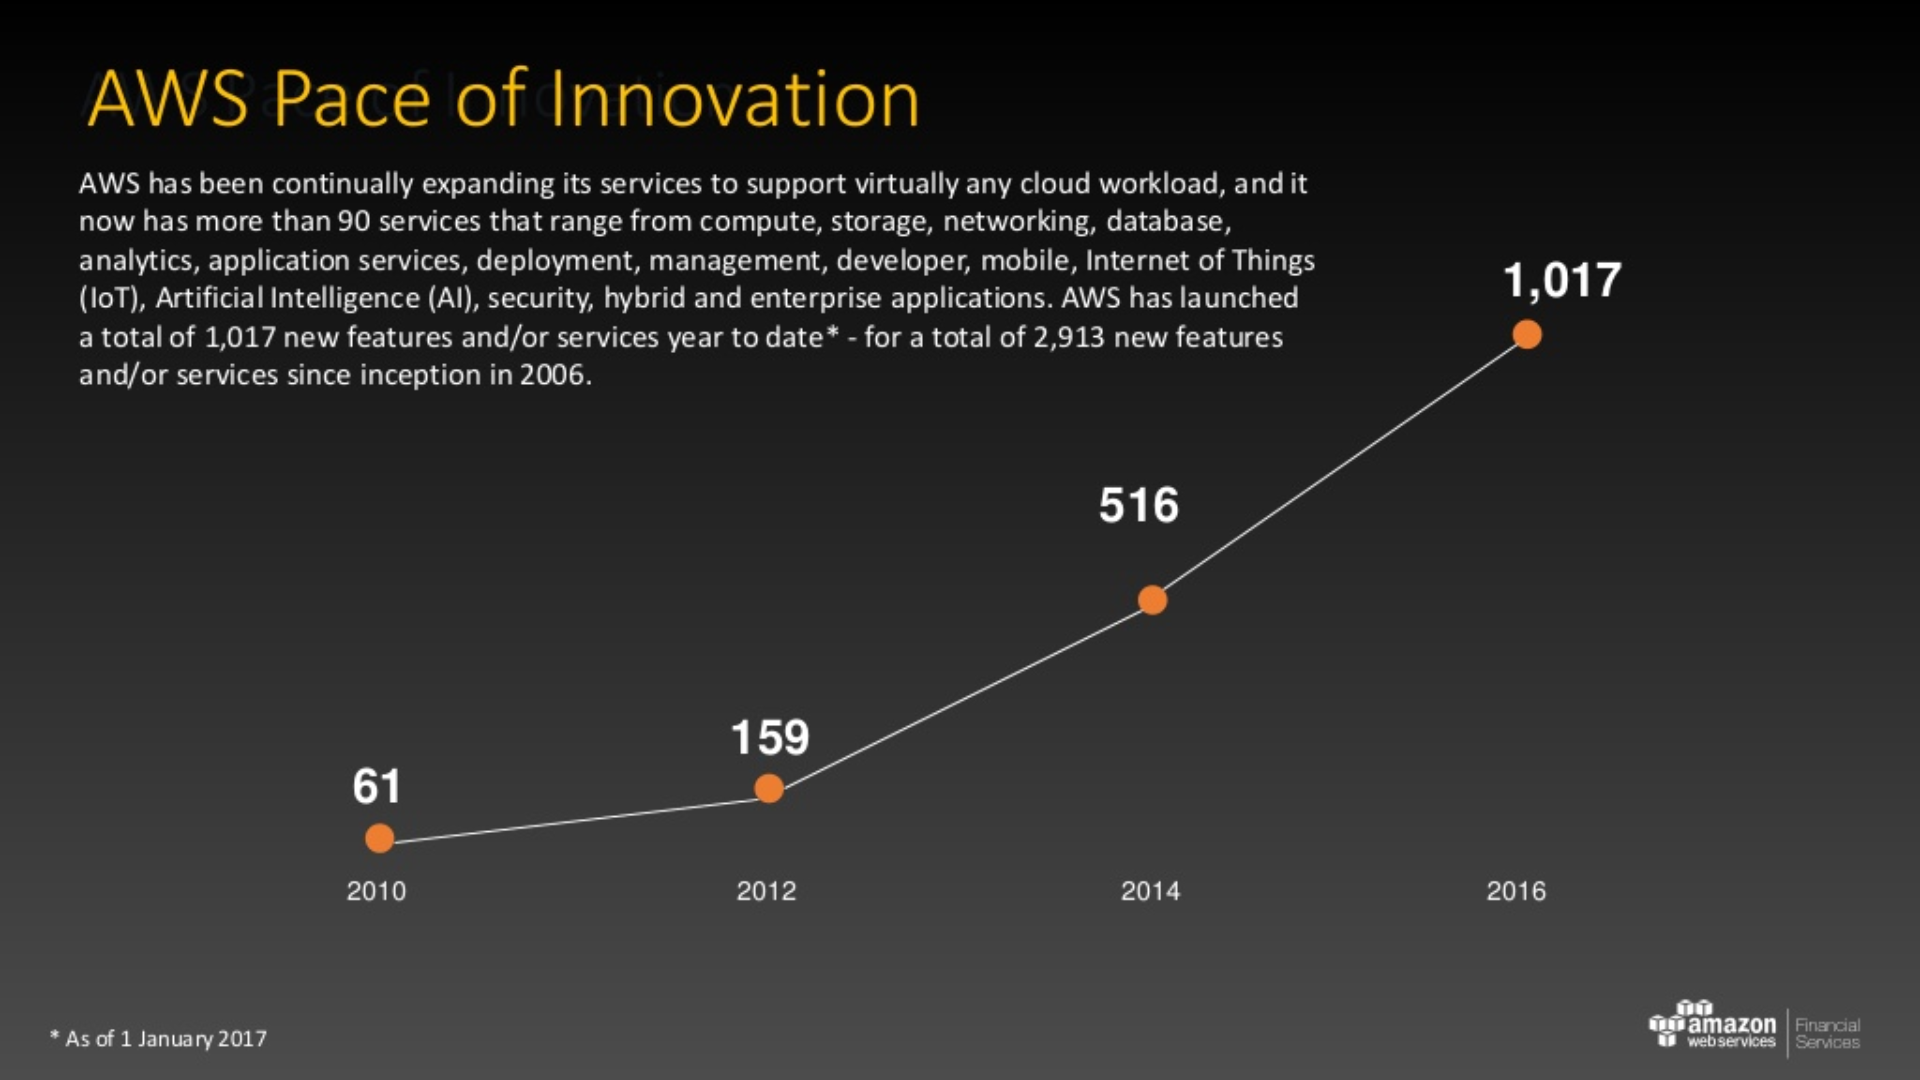 AWS Pace of Innovation
AWS has been continually expanding its services to support virtually any cloud workload, and it
now has more than 90 services that range from compute, storage, networking, database,
analytics, application services, deployment, management, developer, mobile, Internet of Things
(IoT), Artificial Intelligence (AI), security, hybrid and enterprise applications. AWS has launched
a total of 1,017 new features and/or services year to date* - for a total of 2,913 new features
and/or services since inception in 2006.
1,017
516
159
61
2010
2012
2014
2016
* As of 1 January 2017
amazon
webservices
Financial
Services